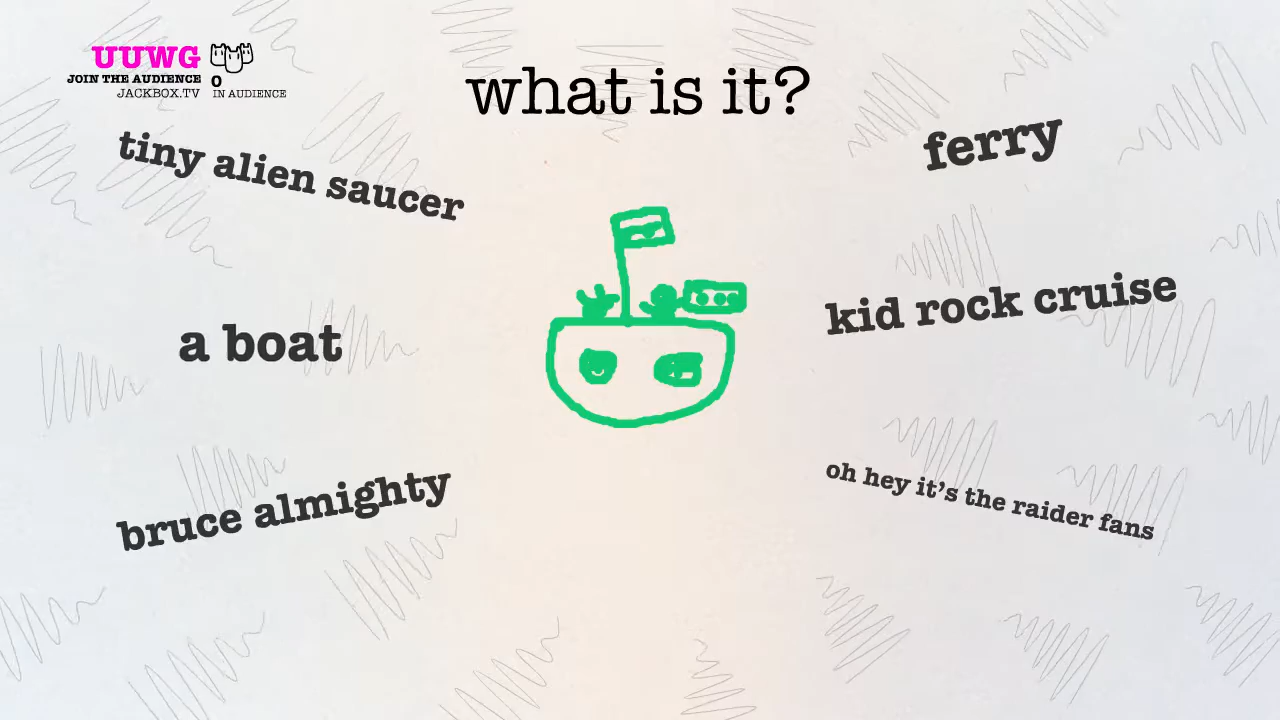 UUWG
JOIN THE AUDIENCE
JACKBOX.TV
0
IN AUDIENCE
what is it?
tiny alien saucer
ferry
a boat
kid rock cruise
bruce almighty
oh hey it's the raider fans